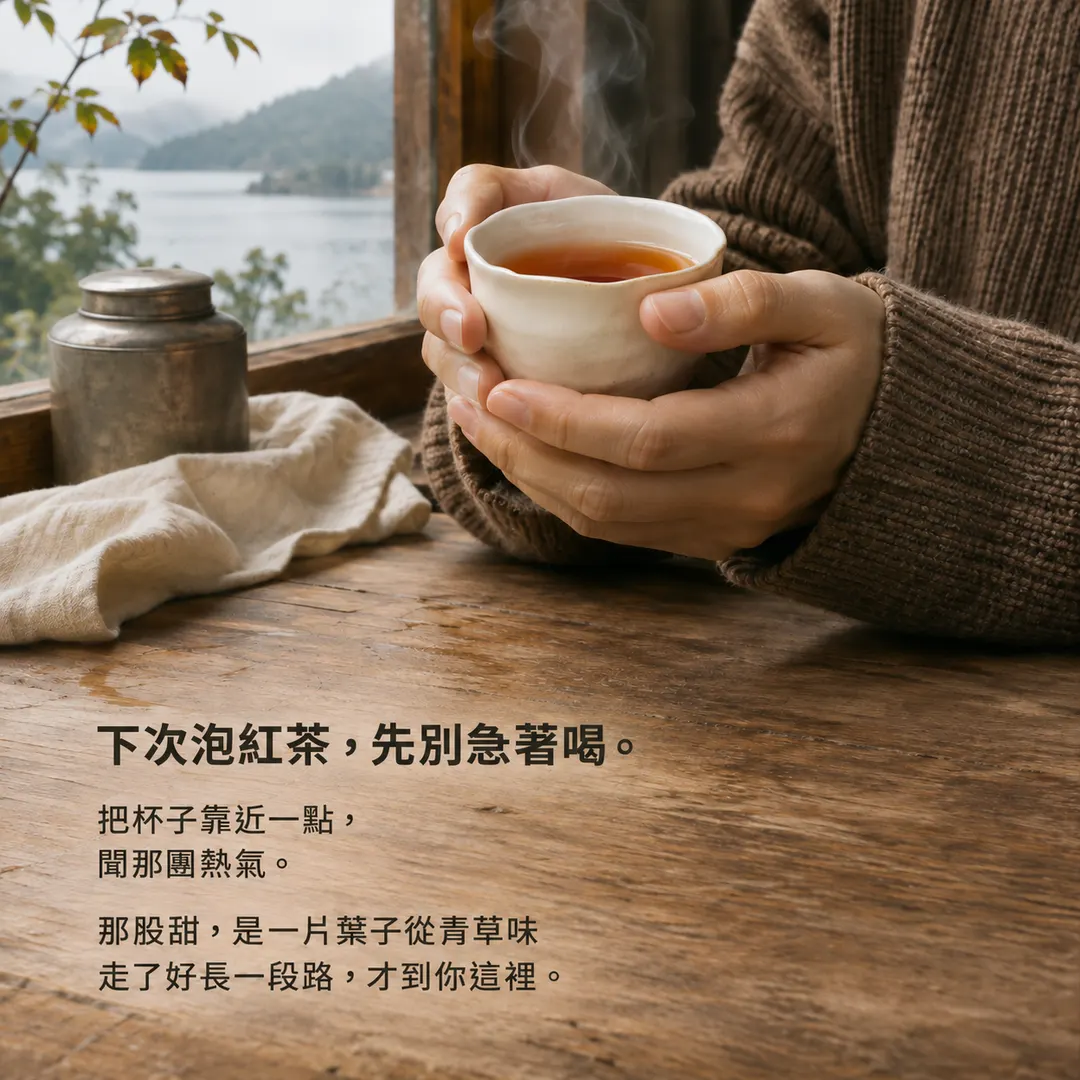 下次泡紅茶，先別急著喝。
把杯子靠近一點，
聞那團熱氣。
那股甜，是一片葉子從青草味
走了好長一段路，才到你這裡。